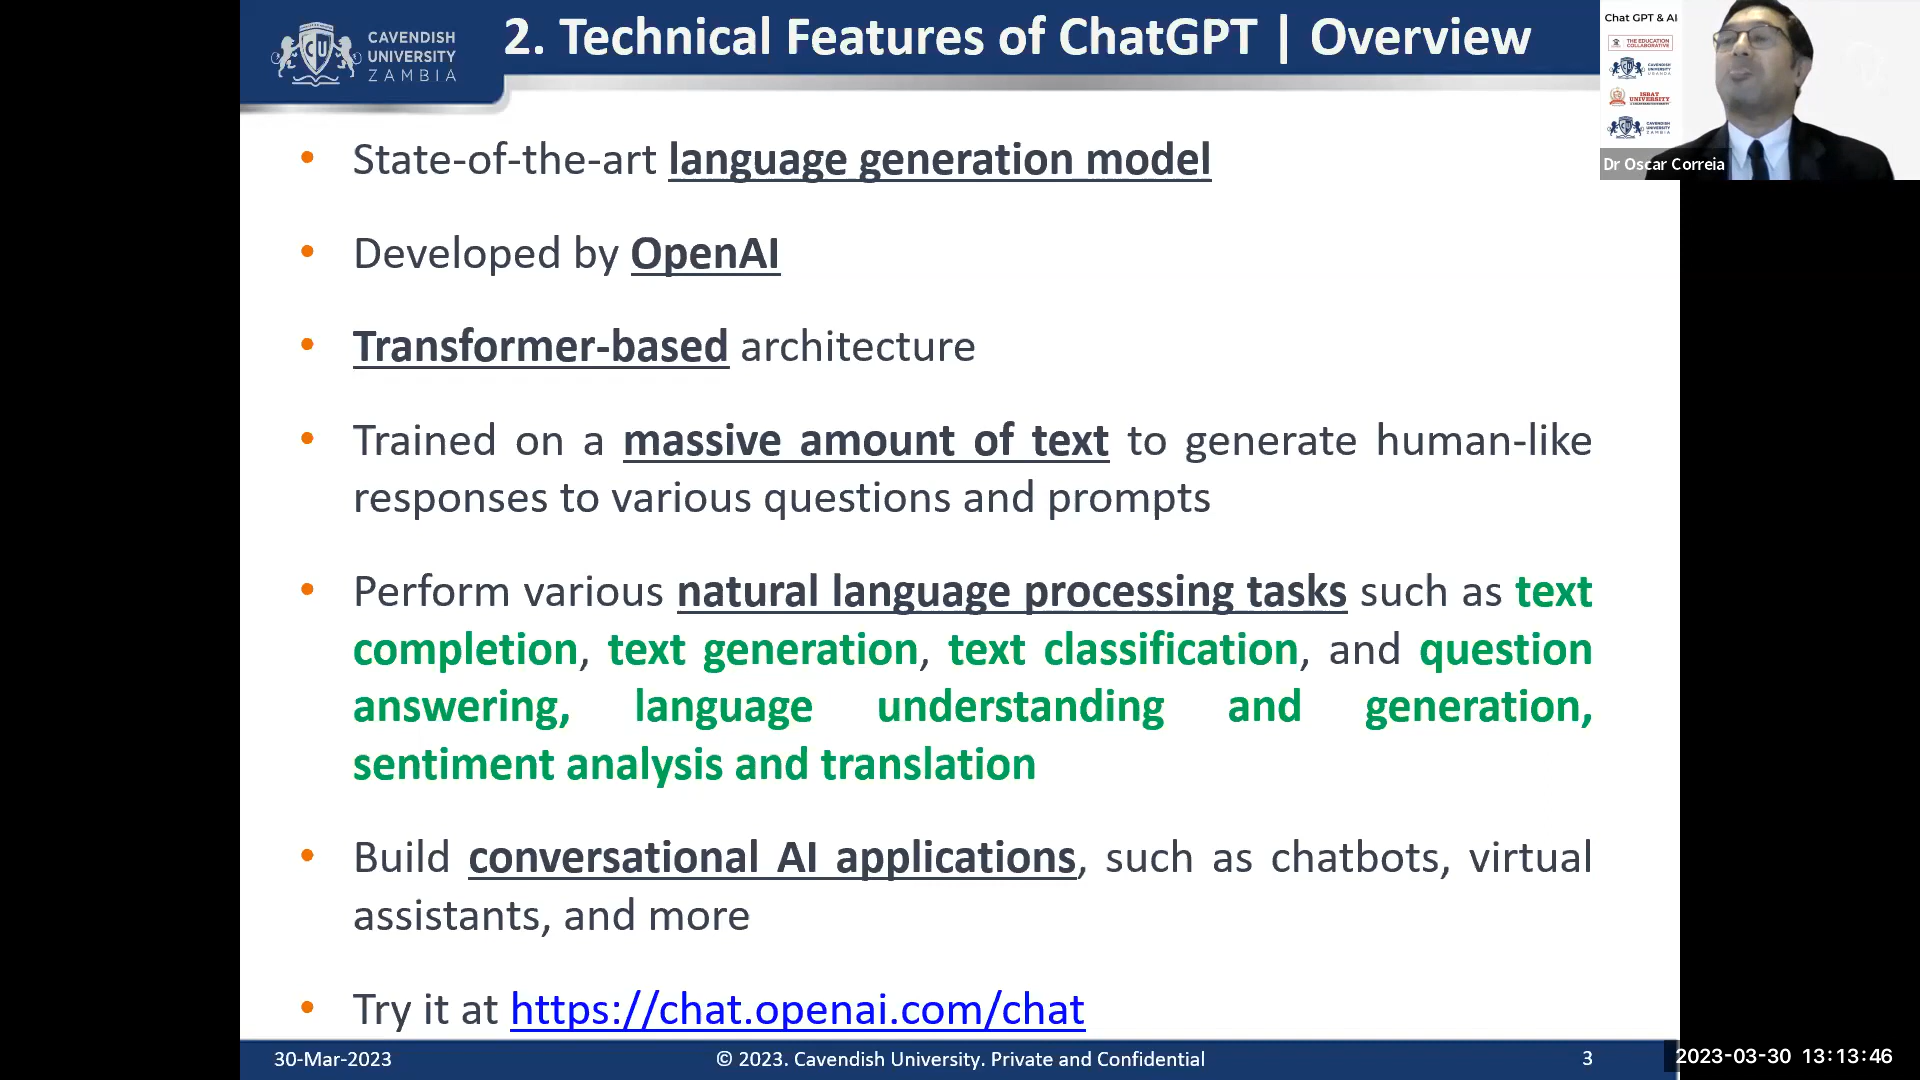 CAVENDISH
UNIVERSITY
ZAMBIA
CU
2. Technical Features of ChatGPT | Overview
• State-of-the-art language generation model
• Developed by OpenAI
• Transformer-based architecture
• Trained on a massive amount of text to generate human-like
responses to various questions and prompts
• Perform various natural language processing tasks such as text
completion, text generation, text classification, and question
answering, language understanding and generation,
sentiment analysis and translation
• Build conversational AI applications, such as chatbots, virtual
assistants, and more
• Try it at https://chat.openai.com/chat
30-Mar-2023
© 2023. Cavendish University. Private and Confidential
3
Chat GPT & AI
THE EDUCATION
COLLABORATIVE
CAVENDISH
UNIVERSITY
UGANDA
ISBAT
UNIVERSITY
CAVENDISH
UNIVERSITY
ZAMBIA
Dr Oscar Correia
2023-03-30 13:13:46